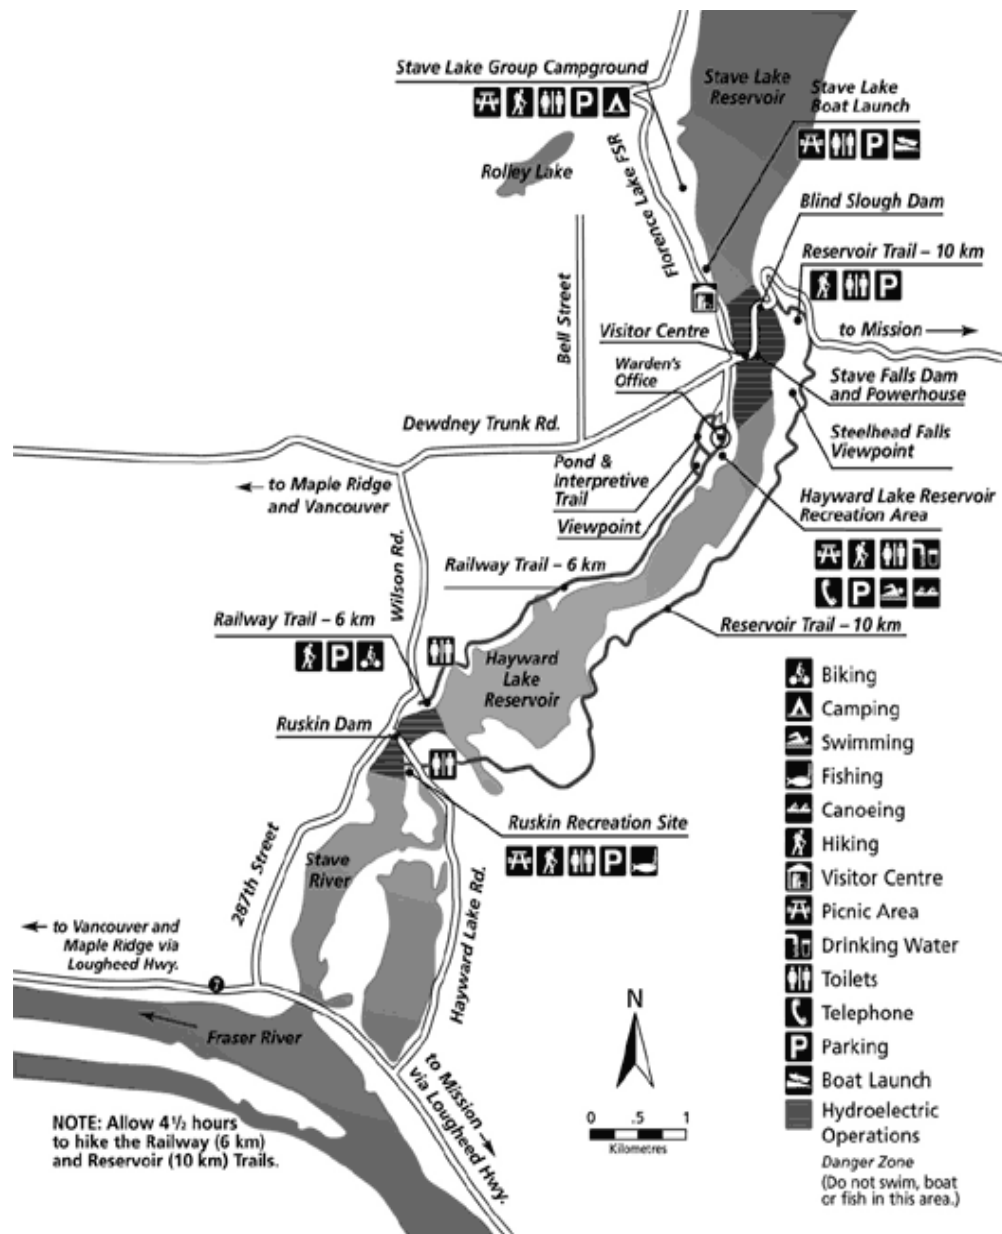 Stave Lake Group Campground
Stave Lake
Reservoir
Stave Lake
Boat Launch
Rolley Lake
Florence Lake FSR
Blind Slough Dam
Reservoir Trail – 10 km
Bell Street
Visitor Centre
to Mission
Warden's
Office
Stave Falls Dam
and Powerhouse
Dewdney Trunk Rd.
Steelhead Falls
Viewpoint
Pond &
Interpretive
Trail
to Maple Ridge
and Vancouver
Hayward Lake Reservoir
Recreation Area
Viewpoint
Wilson Rd.
Railway Trail – 6 km
Railway Trail – 6 km
Reservoir Trail – 10 km
Hayward
Lake
Reservoir
Ruskin Dam
Ruskin Recreation Site
287th Street
Stave
River
Hayward Lake Rd.
to Vancouver and
Maple Ridge via
Lougheed Hwy.
7
Fraser River
to Mission
via Lougheed Hwy.
NOTE: Allow 4½ hours
to hike the Railway (6 km)
and Reservoir (10 km) Trails.
N
0 .5 1
Kilometres
Biking
Camping
Swimming
Fishing
Canoeing
Hiking
Visitor Centre
Picnic Area
Drinking Water
Toilets
Telephone
P Parking
Boat Launch
Hydroelectric
Operations
Danger Zone
(Do not swim, boat
or fish in this area.)